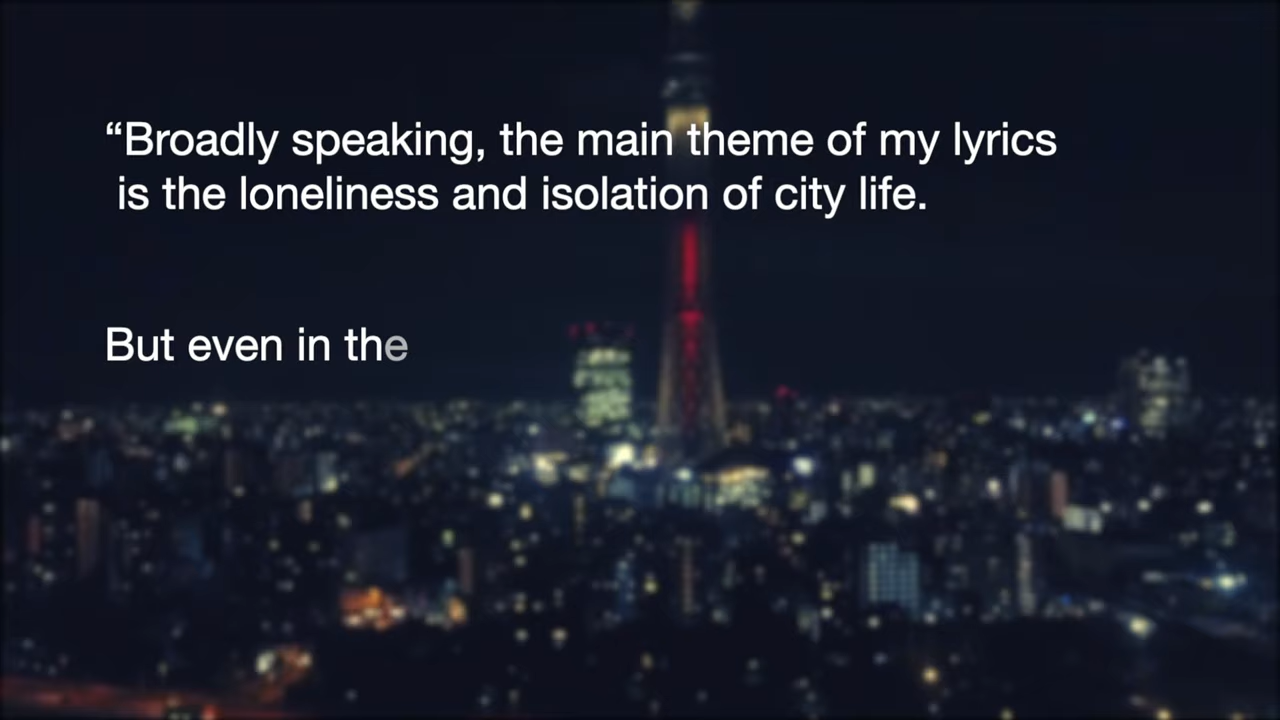 “Broadly speaking, the main theme of my lyrics
is the loneliness and isolation of city life.
But even in the